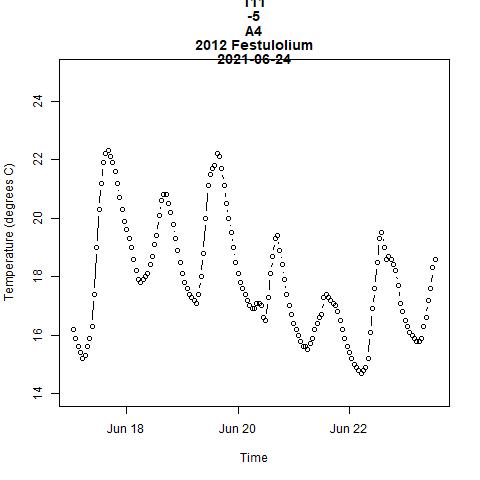 T11
-5
A4
2012 Festulolium
2021-06-24
Temperature (degrees C)
24
22
20
18
16
14
Jun 18 Jun 20 Jun 22
Time